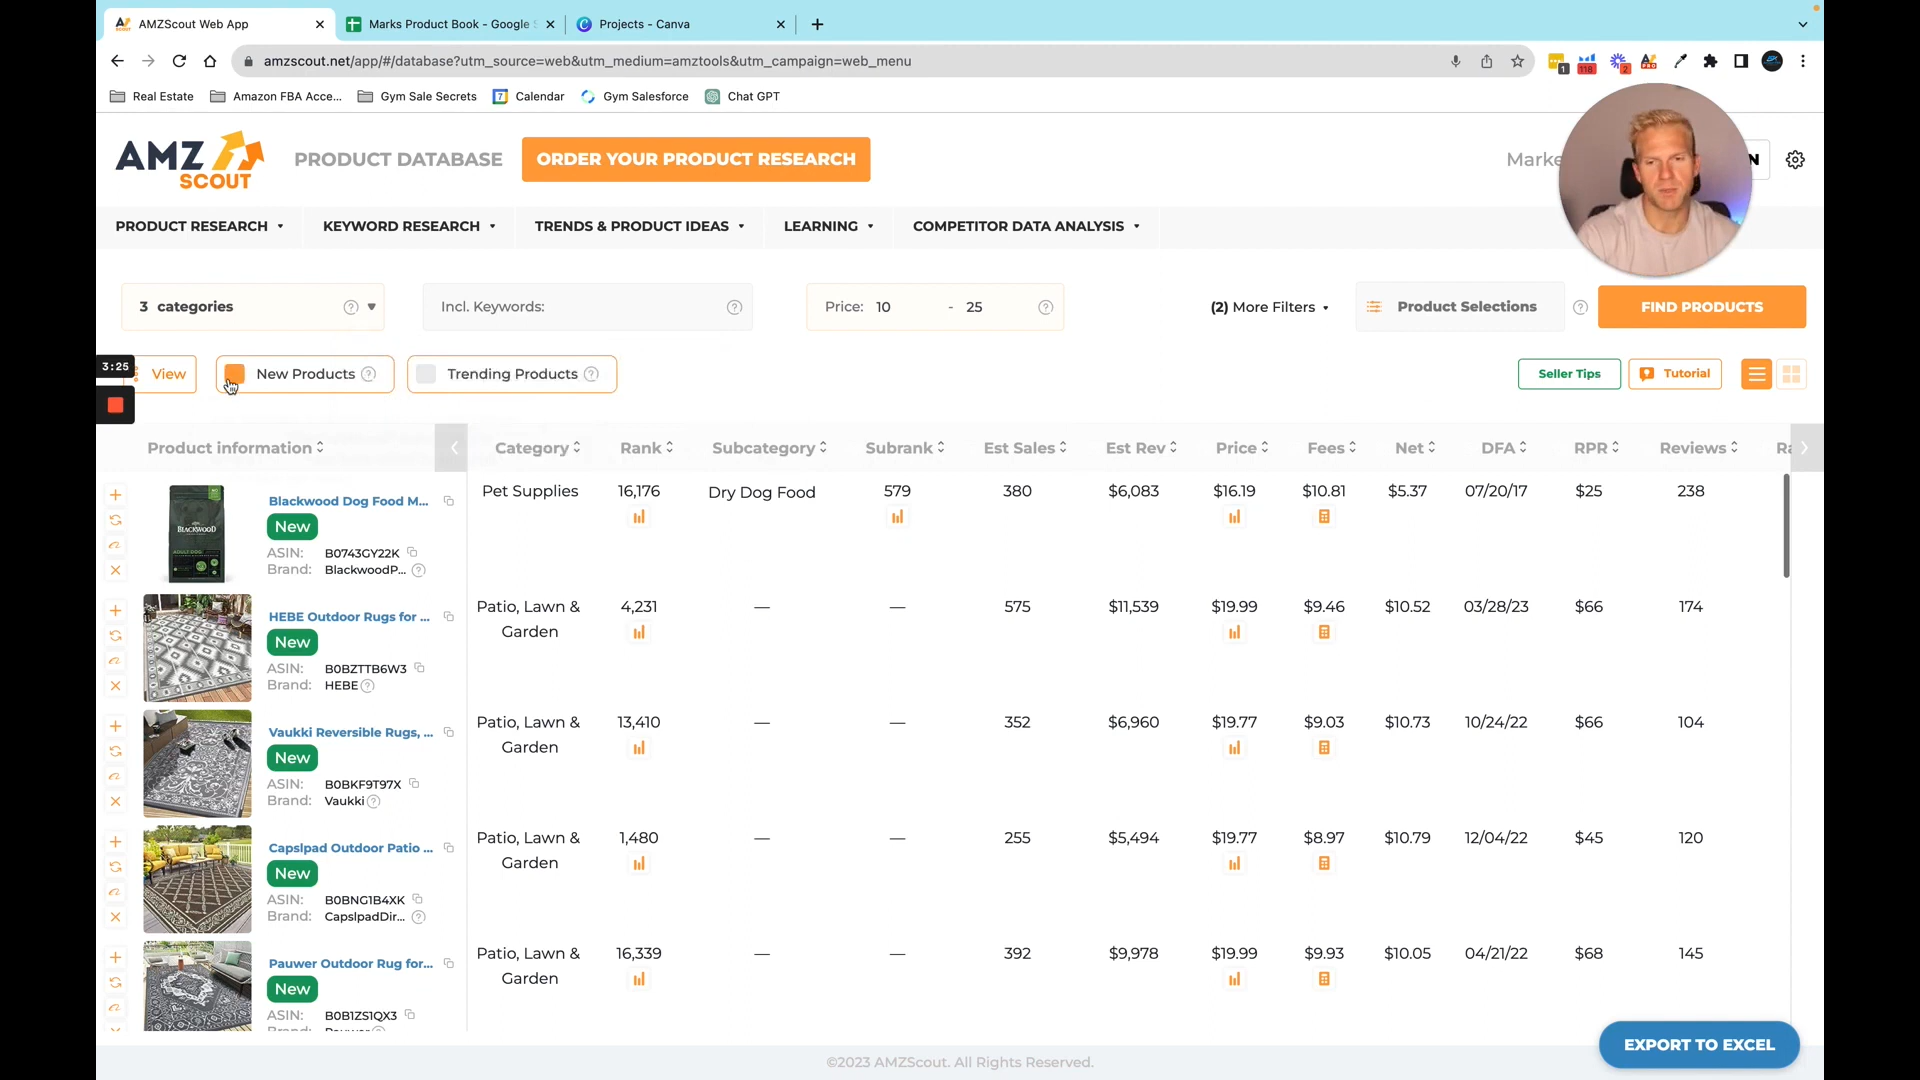 AMZScout Web App
Marks Product Book - Google S
Projects - Canva
amzscout.net/app/#/database?utm_source=web&utm_medium=amztools&utm_campaign=web_menu
1
118
2
PRO
Real Estate
Amazon FBA Acce...
Gym Sale Secrets
7
Calendar
Gym Salesforce
Chat GPT
AMZ
SCOUT
PRODUCT DATABASE
ORDER YOUR PRODUCT RESEARCH
Marke
N
PRODUCT RESEARCH
KEYWORD RESEARCH
TRENDS & PRODUCT IDEAS
LEARNING
COMPETITOR DATA ANALYSIS
3 categories
Incl. Keywords:
Price: 10 - 25
(2) More Filters
Product Selections
FIND PRODUCTS
3:25
View
New Products
Trending Products
Seller Tips
Tutorial
Product information Category Rank Subcategory Subrank Est Sales Est Rev Price Fees Net DFA RPR Reviews Ra
Blackwood Dog Food M... Pet Supplies 16,176 Dry Dog Food 579 380 $6,083 $16.19 $10.81 $5.37 07/20/17 $25 238
New
ASIN: B0743GY22K
Brand: BlackwoodP...
BLACKWOOD
ADULT DOG
HEBE Outdoor Rugs for ... Patio, Lawn & 4,231 — — 575 $11,539 $19.99 $9.46 $10.52 03/28/23 $66 174
Garden
New
ASIN: B0BZTTB6W3
Brand: HEBE
Vaukki Reversible Rugs, ... Patio, Lawn & 13,410 — — 352 $6,960 $19.77 $9.03 $10.73 10/24/22 $66 104
Garden
New
ASIN: B0BKF9T97X
Brand: Vaukki
Capslpad Outdoor Patio ... Patio, Lawn & 1,480 — — 255 $5,494 $19.77 $8.97 $10.79 12/04/22 $45 120
Garden
New
ASIN: B0BNG1B4XK
Brand: CapslpadDir...
Pauwer Outdoor Rug for... Patio, Lawn & 16,339 — — 392 $9,978 $19.99 $9.93 $10.05 04/21/22 $68 145
Garden
New
ASIN: B0B1ZS1QX3
Brand: Pauwer
EXPORT TO EXCEL
©2023 AMZScout. All Rights Reserved.